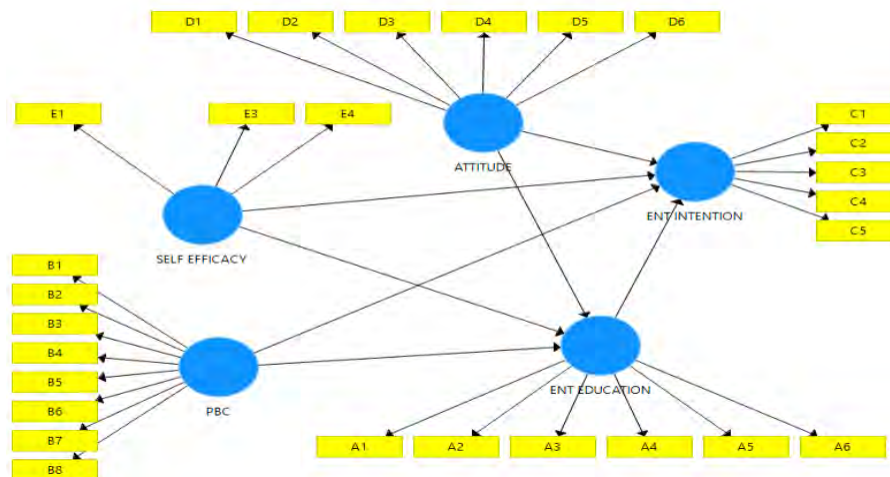 D1 D2 D3 D4 D5 D6
E1 E3 E4
ATTITUDE
C1
C2
C3
C4
C5
ENT INTENTION
SELF EFFICACY
B1
B2
B3
B4
B5
B6
B7
B8
PBC
ENT EDUCATION
A1 A2 A3 A4 A5 A6